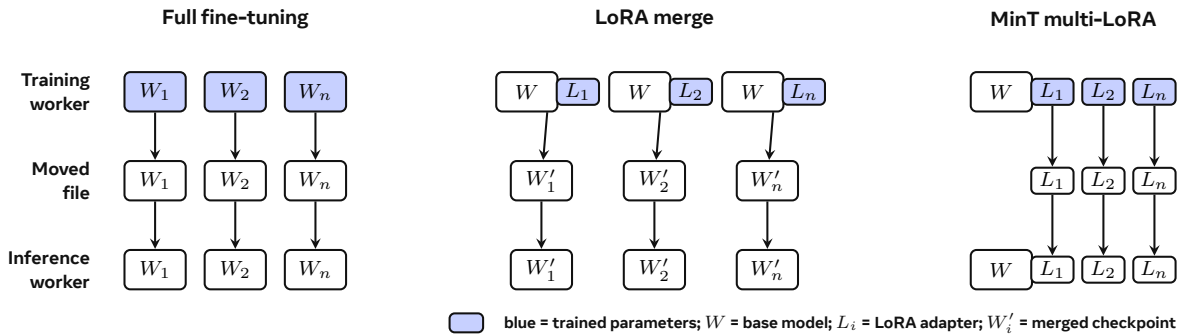 Full fine-tuning LoRA merge MinT multi-LoRA
Training worker W₁ W₂ Wₙ W L₁ W L₂ W Lₙ W L₁ L₂ Lₙ
Moved file W₁ W₂ Wₙ W′₁ W′₂ W′ₙ L₁ L₂ Lₙ
Inference worker W₁ W₂ Wₙ W′₁ W′₂ W′ₙ W L₁ L₂ Lₙ
blue = trained parameters; W = base model; Lᵢ = LoRA adapter; W′ᵢ = merged checkpoint